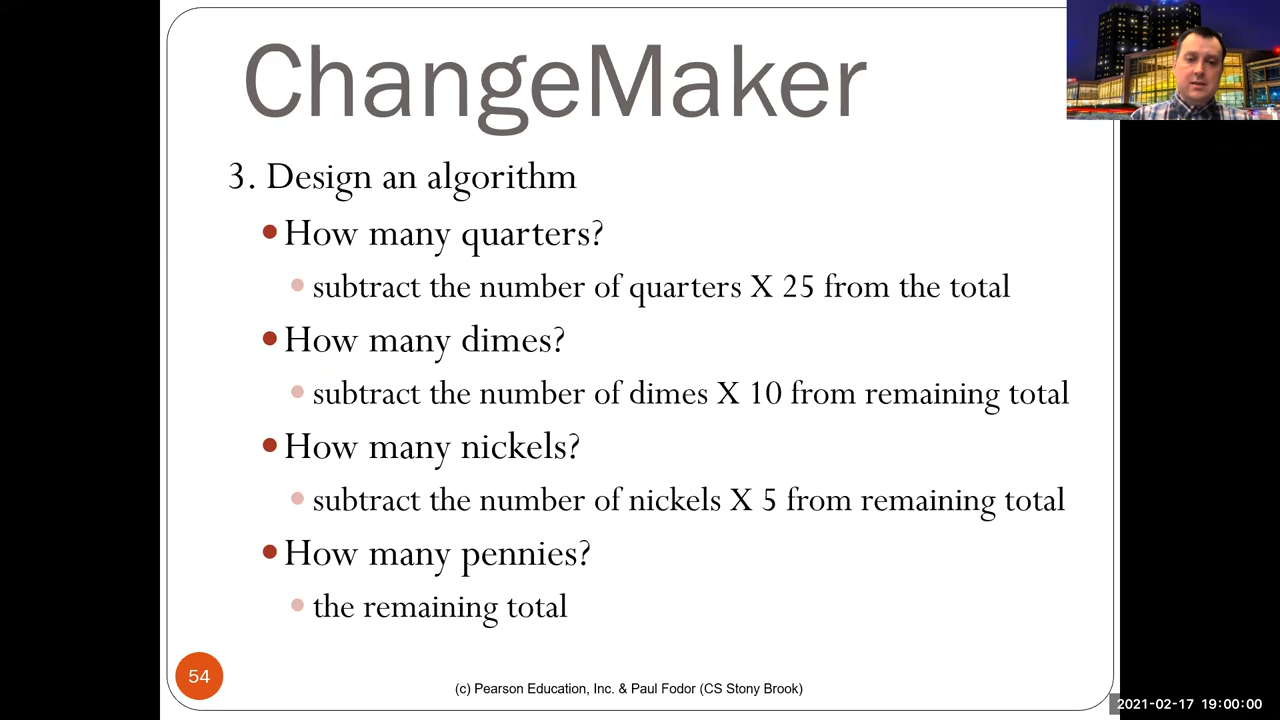 ChangeMaker
3. Design an algorithm
How many quarters?
subtract the number of quarters X 25 from the total
How many dimes?
subtract the number of dimes X 10 from remaining total
How many nickels?
subtract the number of nickels X 5 from remaining total
How many pennies?
the remaining total
54
(c) Pearson Education, Inc. & Paul Fodor (CS Stony Brook)
2021-02-17 19:00:00